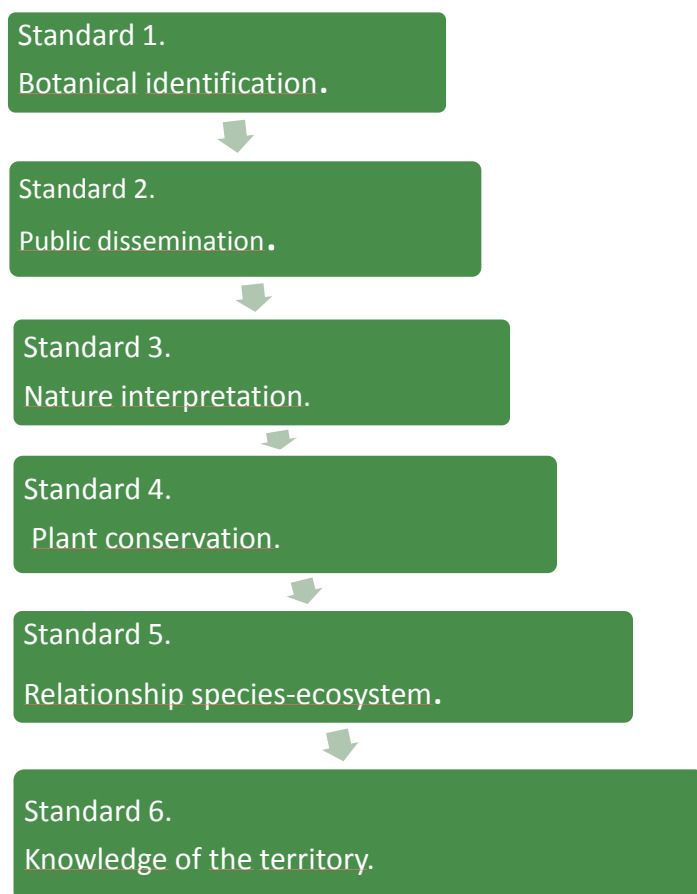 Standard 1.
Botanical identification.
Standard 2.
Public dissemination.
Standard 3.
Nature interpretation.
Standard 4.
Plant conservation.
Standard 5.
Relationship species-ecosystem.
Standard 6.
Knowledge of the territory.